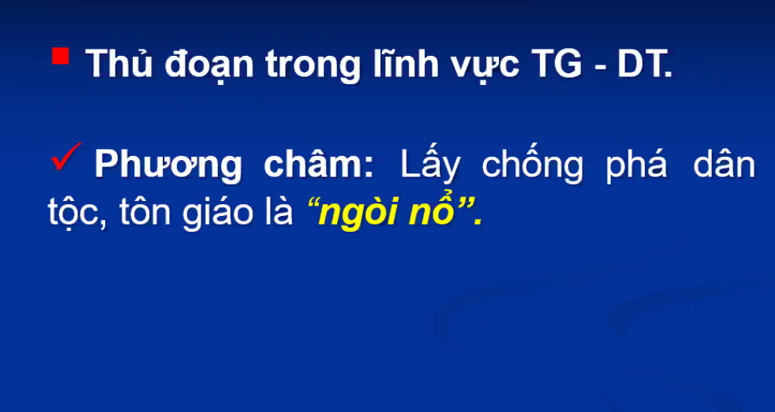 Thủ đoạn trong lĩnh vực TG - DT.
Phương châm: Lấy chống phá dân
tộc, tôn giáo là “ngòi nổ”.